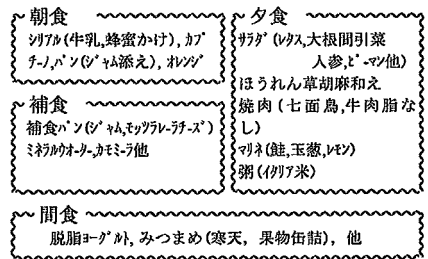 朝食
ｼﾘｱﾙ(牛乳,蜂蜜かけ),カプ
ﾁｰﾉ,ﾊﾟﾝ(ｼﾞｬﾑ添え),ｵﾚﾝｼﾞ
補食
補食ﾊﾟﾝ(ｼﾞｬﾑ,ﾓｯﾂﾗﾚｰﾗﾁｰｽﾞ)
ﾐﾈﾗﾙｳｵｰﾀｰ,ｶﾓﾐｰﾗ他
夕食
ｻﾗﾀﾞ(ﾚﾀｽ,大根間引菜
人参,ﾋﾟｰﾏﾝ他)
ほうれん草胡麻和え
焼肉(七面鳥,牛肉脂な
し)
ﾏﾘﾈ(鮭,玉葱,ﾚﾓﾝ)
粥(ｲﾀﾘｱ米)
間食
脱脂ﾖｰｸﾞﾙﾄ,みつまめ(寒天,果物缶詰),他